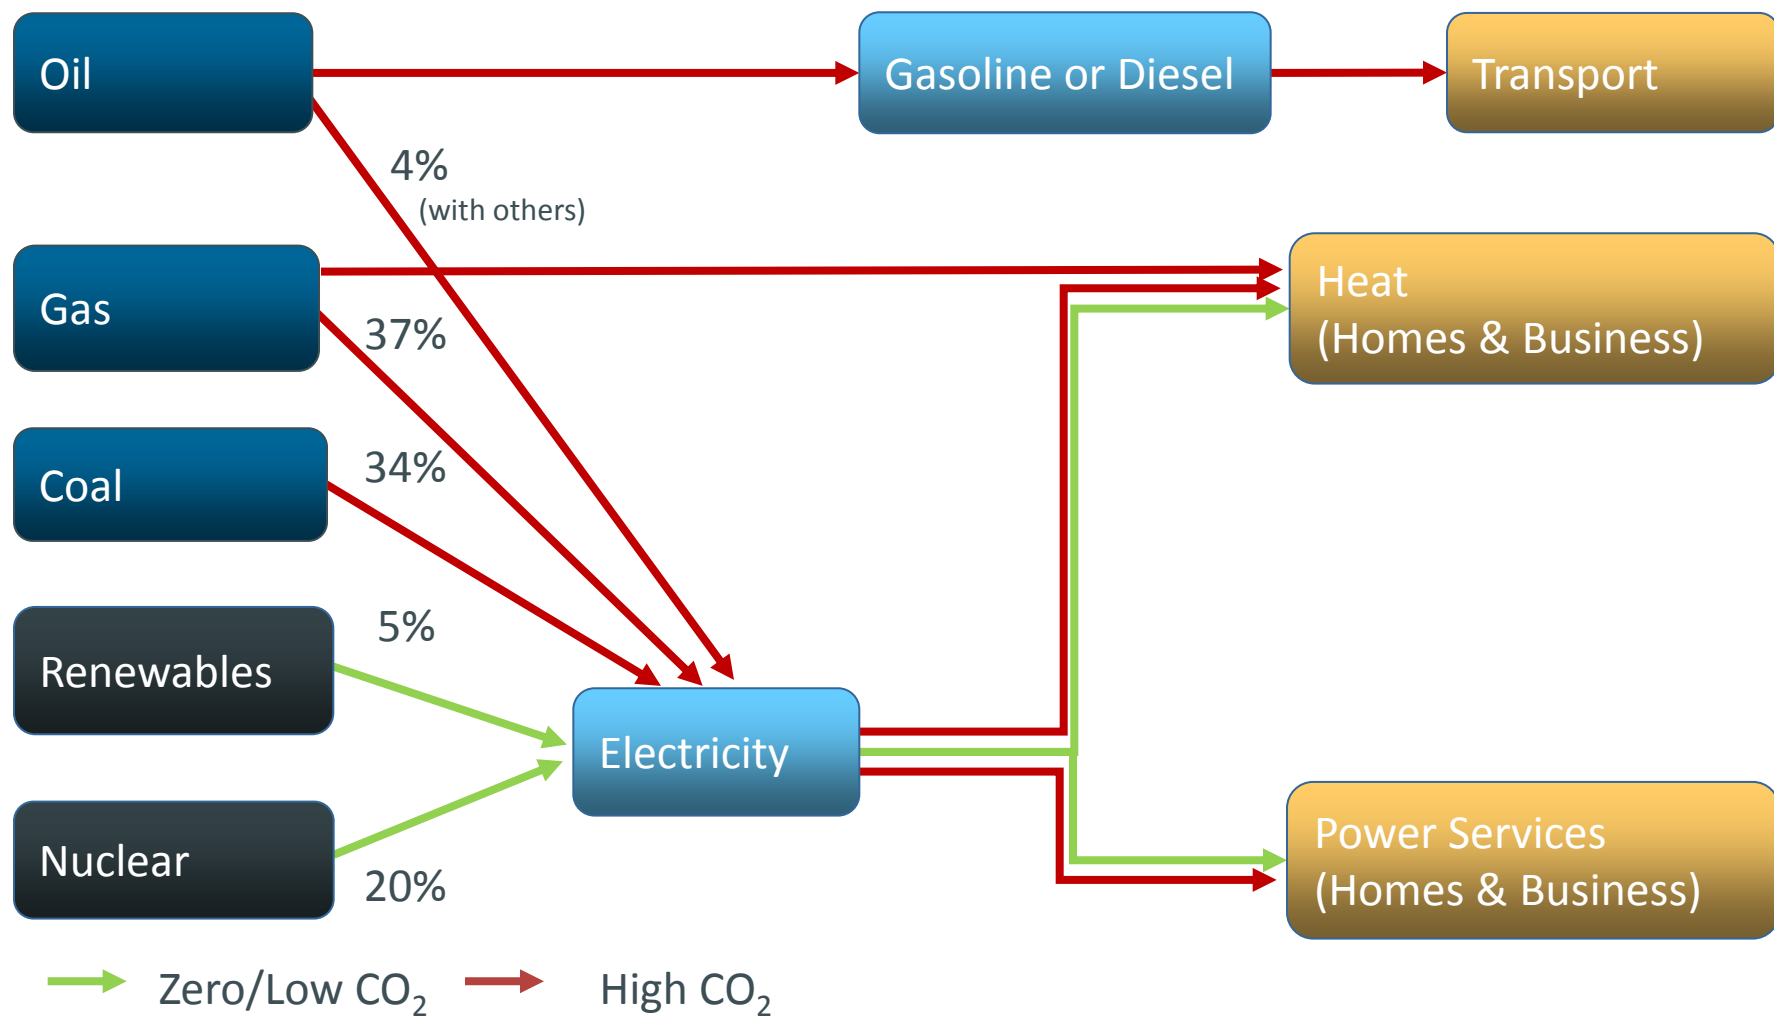 Oil
Gasoline or Diesel
Transport
4%
(with others)
Gas
37%
Heat
(Homes & Business)
Coal
34%
Renewables
5%
Electricity
Nuclear
20%
Power Services
(Homes & Business)
Zero/Low CO₂
High CO₂